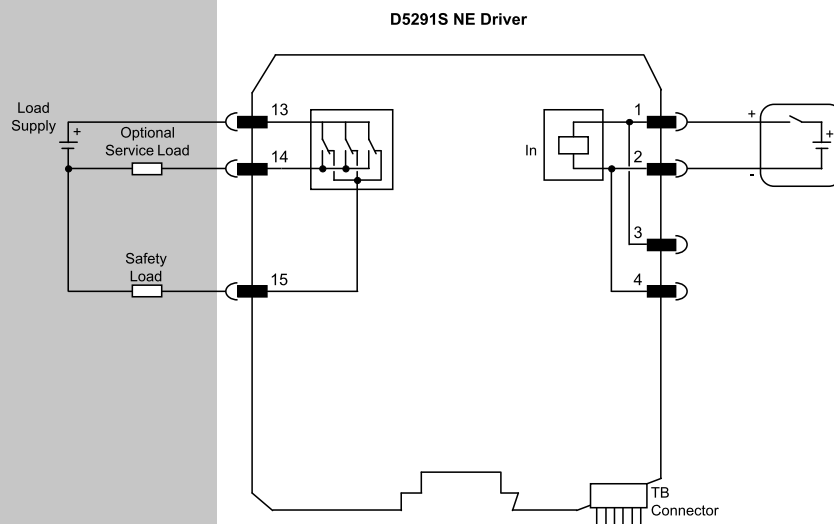 D5291S NE Driver
Load
Supply
+
Optional
Service Load
13
14
Safety
Load
15
In
1
2
3
4
+
-
+
TB
Connector